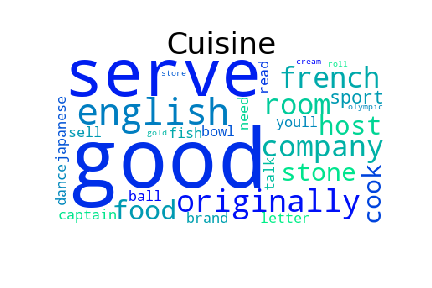 Cuisine
serve
store
cream
roll
read
french
english
need
room
sport
olympic
japanese
sell
gold
fish
bowl
youll
host
good
company
talk
stone
cook
dance
ball
originally
captain
food
brand
letter